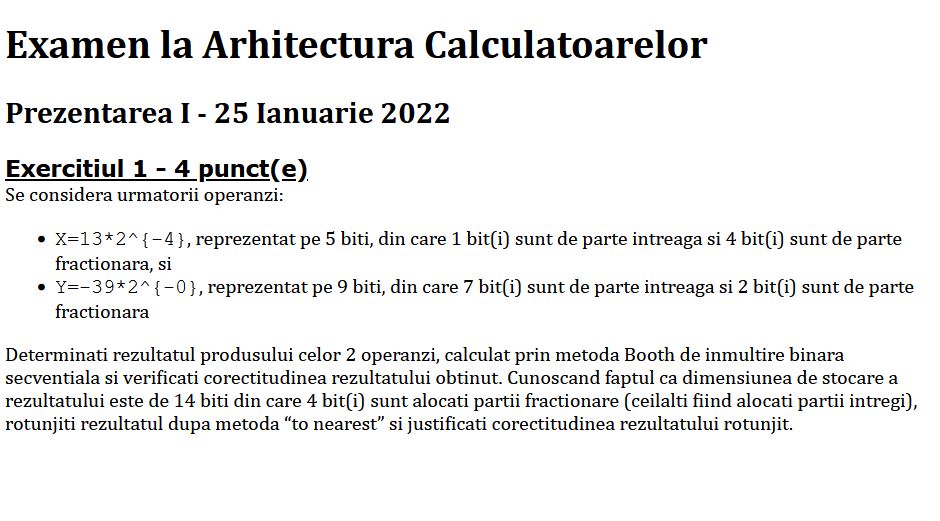 Examen la Arhitectura Calculatoarelor
Prezentarea I - 25 Ianuarie 2022
Exercitiul 1 - 4 punct(e)
Se considera urmatorii operanzi:
• X=13*2^{-4}, reprezentat pe 5 biti, din care 1 bit(i) sunt de parte intreaga si 4 bit(i) sunt de parte
fractionara, si
• Y=-39*2^{-0}, reprezentat pe 9 biti, din care 7 bit(i) sunt de parte intreaga si 2 bit(i) sunt de parte
fractionara
Determinati rezultatul produsului celor 2 operanzi, calculat prin metoda Booth de inmultire binara
secventiala si verificati corectitudinea rezultatului obtinut. Cunoscand faptul ca dimensiunea de stocare a
rezultatului este de 14 biti din care 4 bit(i) sunt alocati partii fractionare (ceilalti fiind alocati partii intregi),
rotunjiti rezultatul dupa metoda “to nearest” si justificati corectitudinea rezultatului rotunjit.